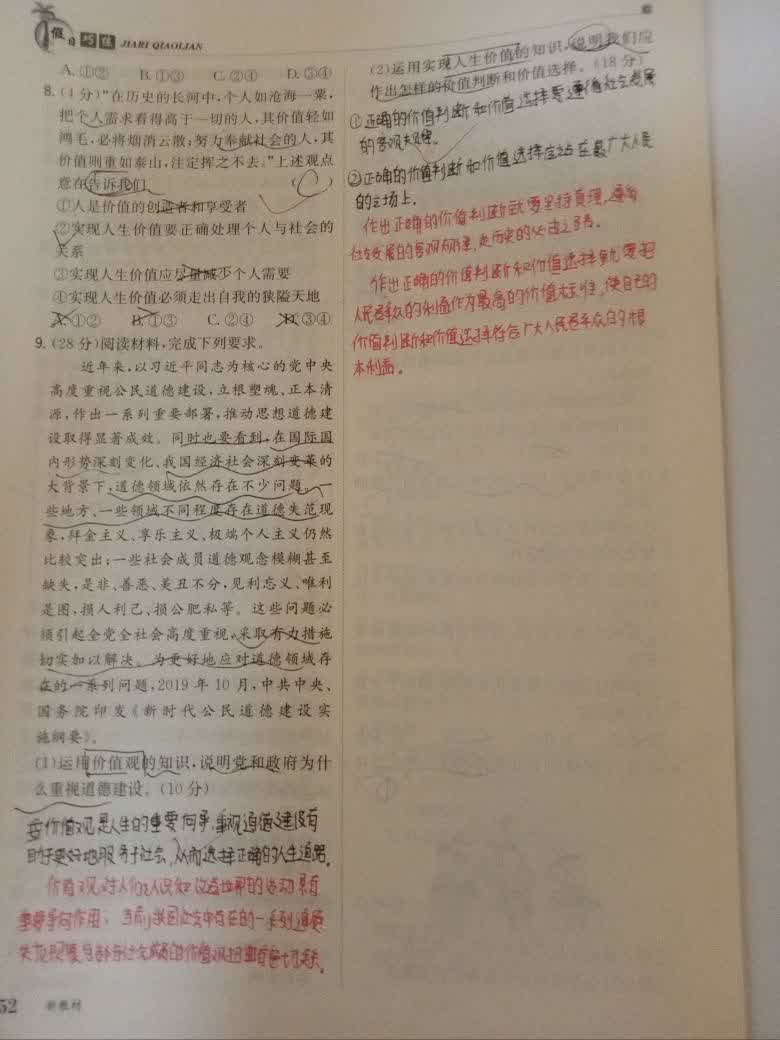 假日巧练 JIARI QIAOLIAN
A.①② B.①③ C.②④ D.③④
8.(4分)“在历史的长河中,个人如沧海一粟,
把个人需求看得高于一切的人,其价值轻如
鸿毛,必将烟消云散;努力奉献社会的人,其
价值则重如泰山,注定挥之不去。”上述观点
意在告诉我们 ( C )
①人是价值的创造者和享受者
②实现人生价值要正确处理个人与社会的
关系
③实现人生价值应尽量减少个人需要
④实现人生价值必须走出自我的狭隘天地
A.①② B.①③ C.②④ D.③④
9.(28分)阅读材料,完成下列要求。
近年来,以习近平同志为核心的党中央
高度重视公民道德建设,立根塑魂、正本清
源,作出一系列重要部署,推动思想道德建
设取得显著成效。同时也要看到,在国际国
内形势深刻变化、我国经济社会深刻变革的
大背景下,道德领域依然存在不少问题。一
些地方、一些领域不同程度存在道德失范现
象,拜金主义、享乐主义、极端个人主义仍然
比较突出;一些社会成员道德观念模糊甚至
缺失,是非、善恶、美丑不分,见利忘义、唯利
是图,损人利己、损公肥私等。这些问题必
须引起全党全社会高度重视,采取有力措施
切实加以解决。为更好地应对道德领域存
在的一系列问题,2019年10月,中共中央、
国务院印发《新时代公民道德建设实
施纲要》。
(1)运用价值观的知识,说明党和政府为什
么重视道德建设。(10分)
价值观是人生的重要向导,重视道德建设有
助于更好地服务于社会,从而选择正确的人生道路。
价值观对人们认识和改造世界的活动具有
重要导向作用,当前我国社会中存在的一系列道德
失范现象与部分社会成员的价值观扭曲有密切关系。
52 新教材
(2)运用实现人生价值的知识,说明我们应
作出怎样的价值判断和价值选择。(18分)
①正确的价值判断和价值选择要遵循社会发展
的客观规律。
②正确的价值判断和价值选择应站在最广大人民
的立场上。
作出正确的价值判断就要坚持真理,遵循
社会发展的客观规律,走历史的必由之路。
作出正确的价值判断和价值选择就要把
人民群众的利益作为最高的价值标准,使自己的
价值判断和价值选择符合广大人民群众的根
本利益。